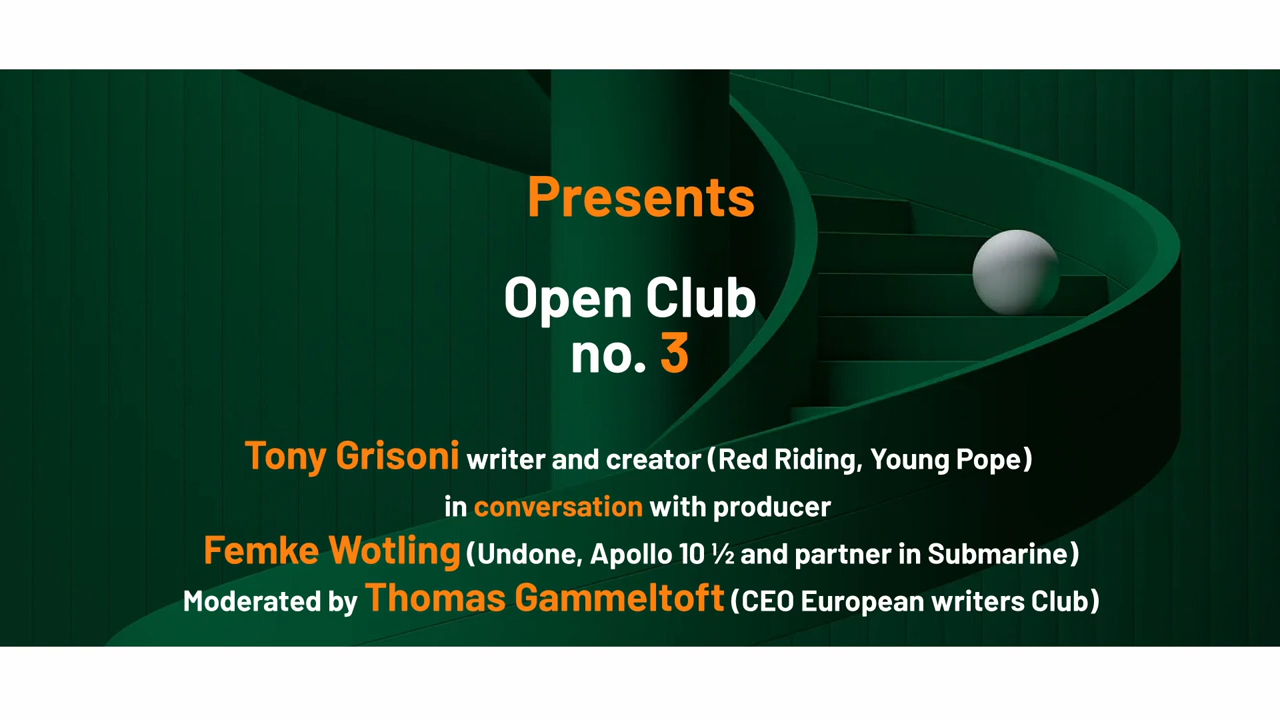 Presents
Open Club
no. 3
Tony Grisoni writer and creator (Red Riding, Young Pope)
in conversation with producer
Femke Wotling (Undone, Apollo 10 ½ and partner in Submarine)
Moderated by Thomas Gammeltoft (CEO European writers Club)